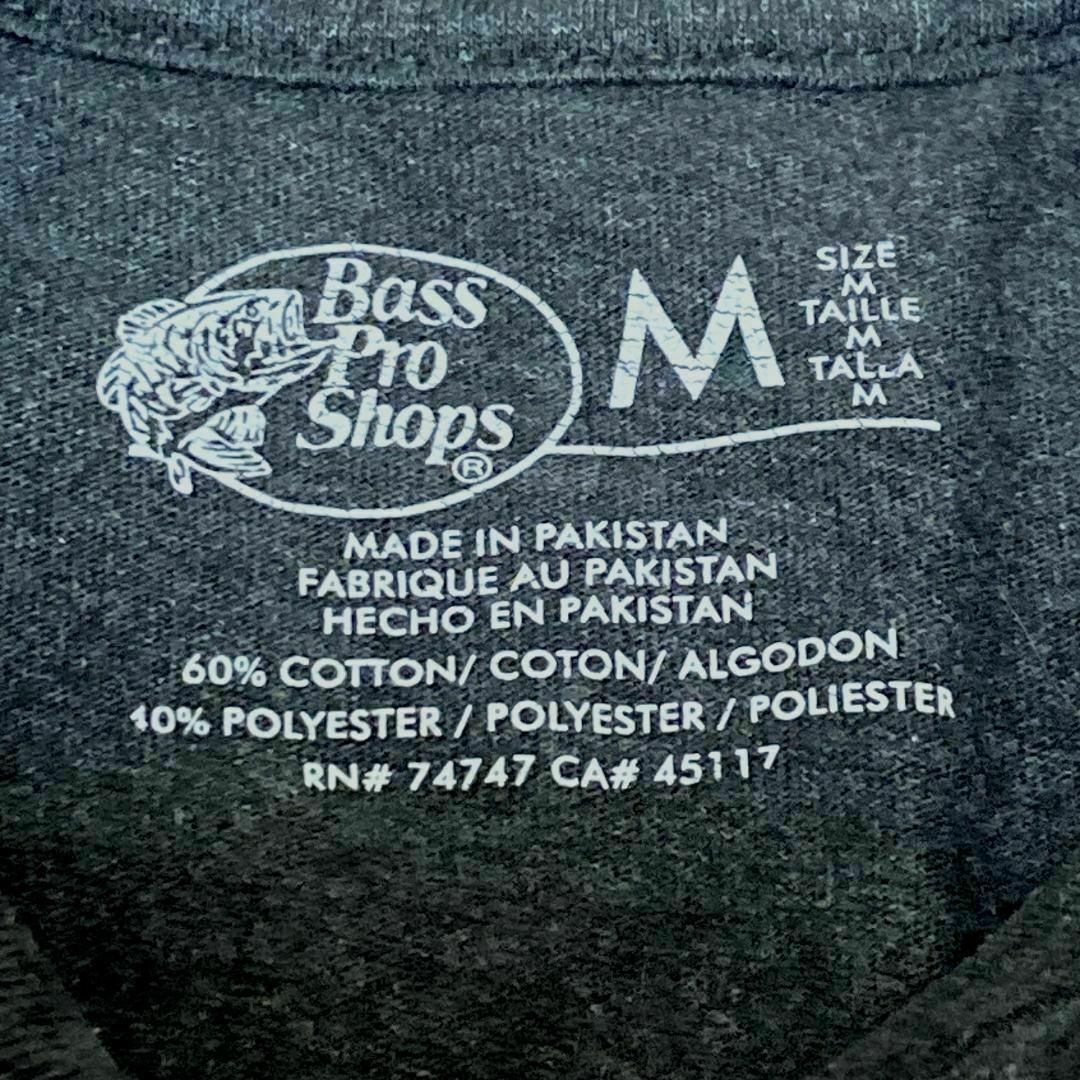 Bass
Pro
Shops®
M
SIZE
M
TAILLE
M
TALLA
M
MADE IN PAKISTAN
FABRIQUE AU PAKISTAN
HECHO EN PAKISTAN
60% COTTON/ COTON/ ALGODON
40% POLYESTER / POLYESTER / POLIESTER
RN# 74747 CA# 45117